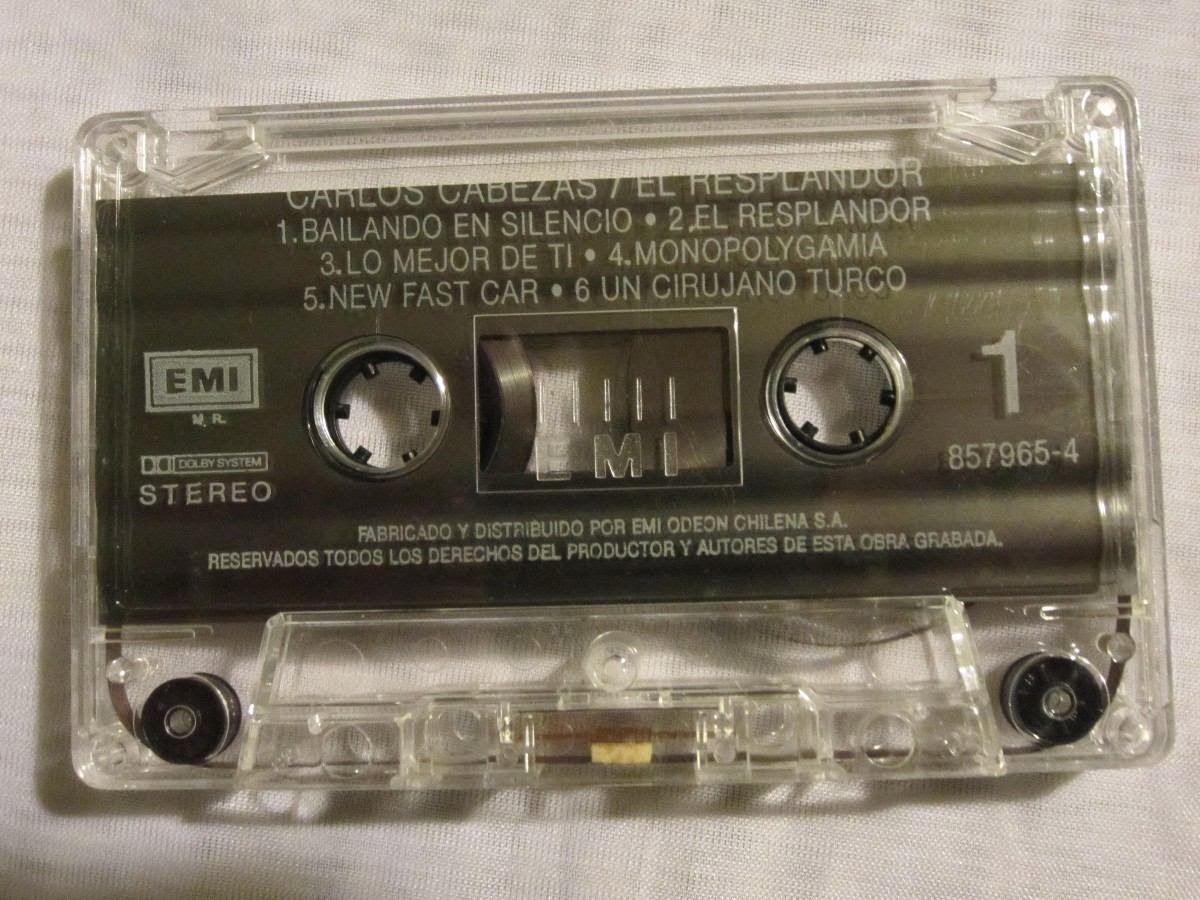 CARLOS CABEZAS / EL RESPLANDOR
1.BAILANDO EN SILENCIO • 2.EL RESPLANDOR
3.LO MEJOR DE TI • 4.MONOPOLYGAMIA
5.NEW FAST CAR • 6 UN CIRUJANO TURCO
EMI
M.R.
1
DOLBY SYSTEM
STEREO
EMI
857965-4
FABRICADO Y DISTRIBUIDO POR EMI ODEON CHILENA S.A.
RESERVADOS TODOS LOS DERECHOS DEL PRODUCTOR Y AUTORES DE ESTA OBRA GRABADA.